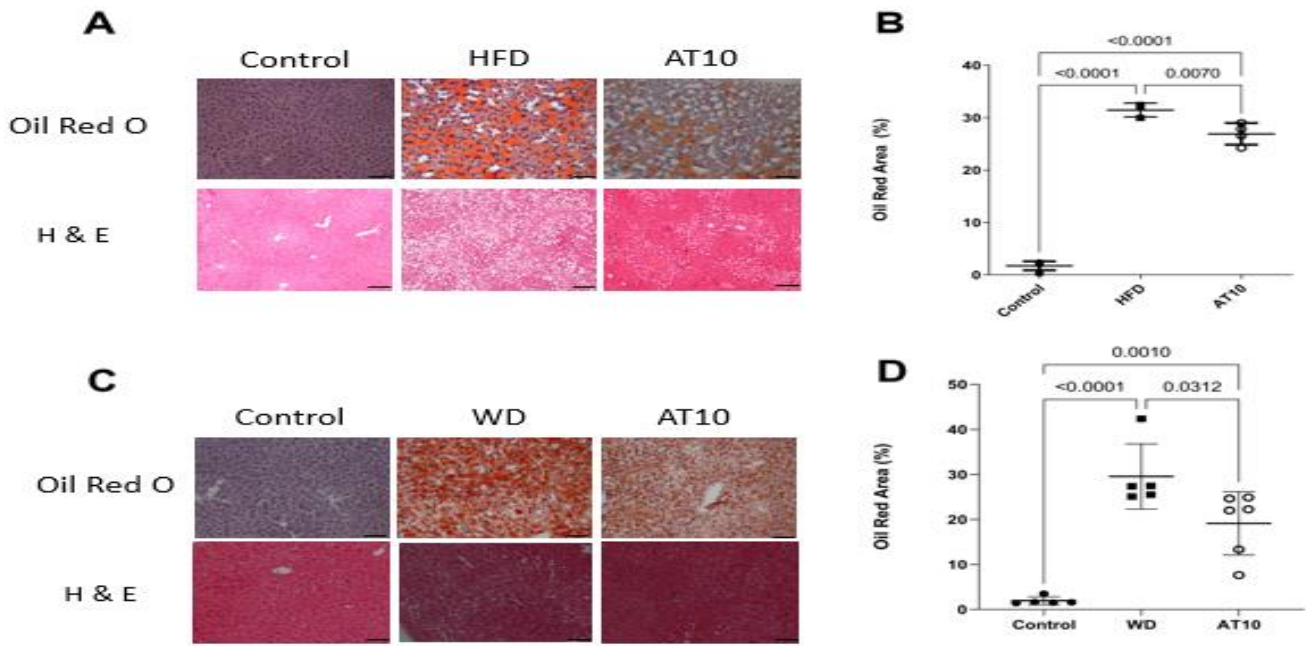 A
Control HFD AT10
Oil Red O
H & E
B
<0.0001
<0.0001 0.0070
40
30
20
10
0
Oil Red Area (%)
Control HFD AT10
C
Control WD AT10
Oil Red O
H & E
D
0.0010
<0.0001 0.0312
50
40
30
20
10
0
Oil Red Area (%)
Control WD AT10